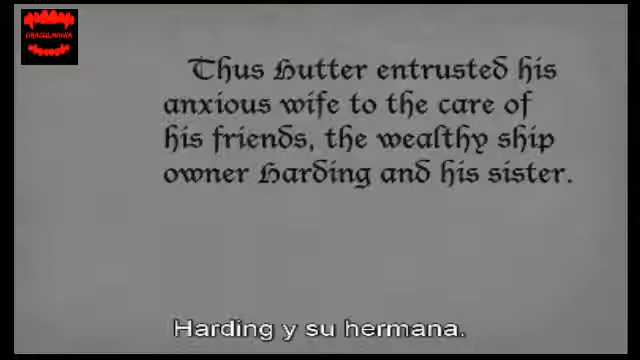 DRACULMANIA
Thus Hutter entrusted his
anxious wife to the care of
his friends, the wealthy ship
owner Harding and his sister.
Harding y su hermana.